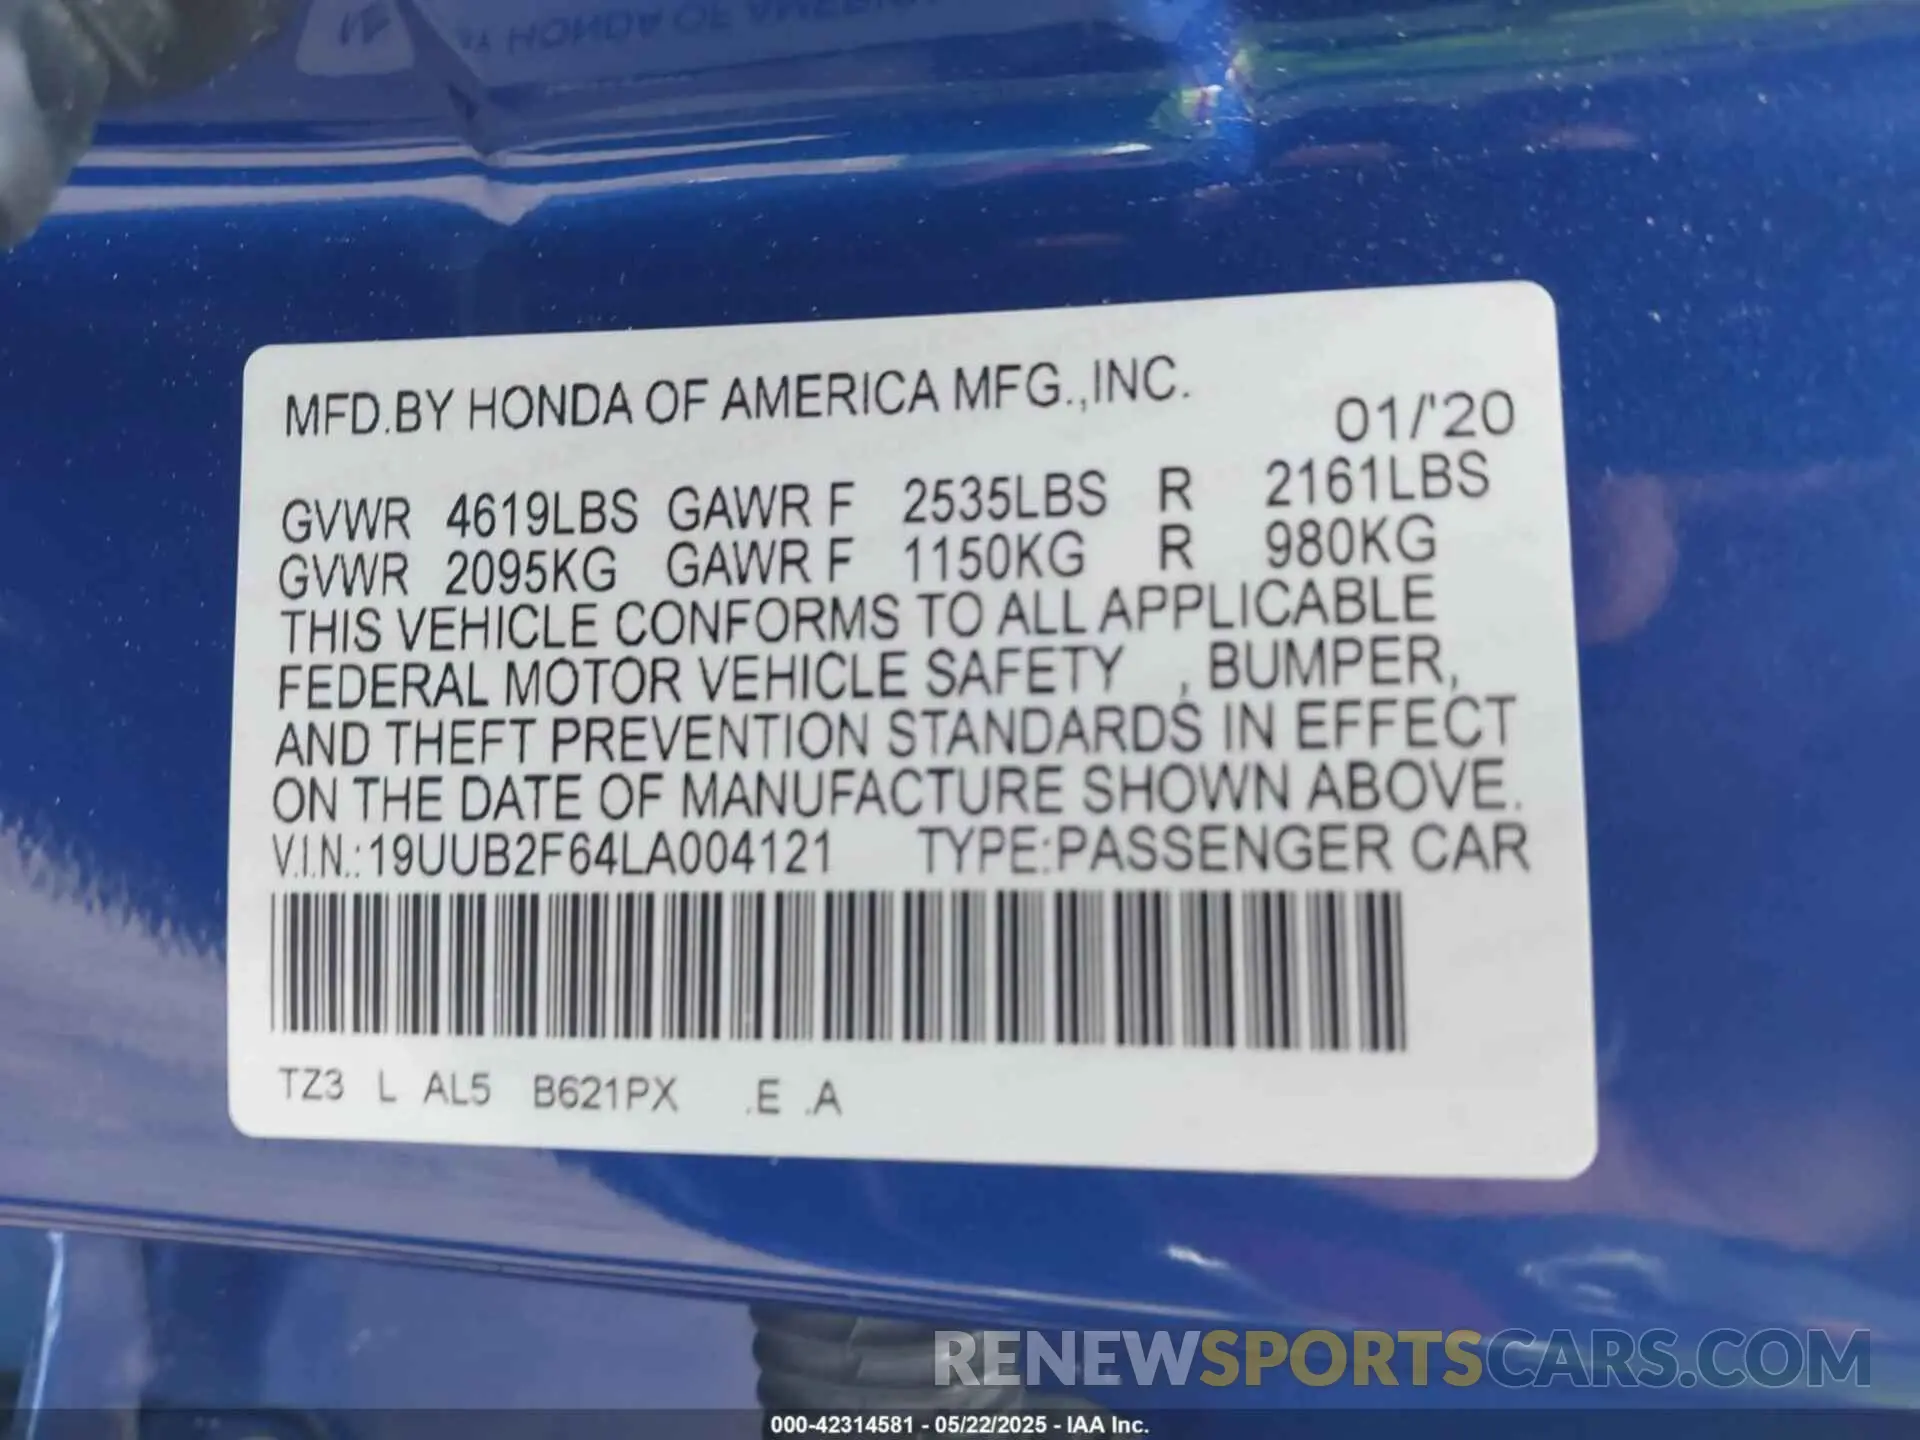 MFD.BY HONDA OF AMERICA MFG.,INC.
01/'20
GVWR 4619LBS GAWR F 2535LBS R 2161LBS
GVWR 2095KG GAWR F 1150KG R 980KG
THIS VEHICLE CONFORMS TO ALL APPLICABLE
FEDERAL MOTOR VEHICLE SAFETY , BUMPER,
AND THEFT PREVENTION STANDARDS IN EFFECT
ON THE DATE OF MANUFACTURE SHOWN ABOVE.
V.I.N.:19UUB2F64LA004121 TYPE:PASSENGER CAR
TZ3 L AL5 B621PX .E .A
RENEWSPORTSCARS.COM
000-42314581 - 05/22/2025 - IAA Inc.